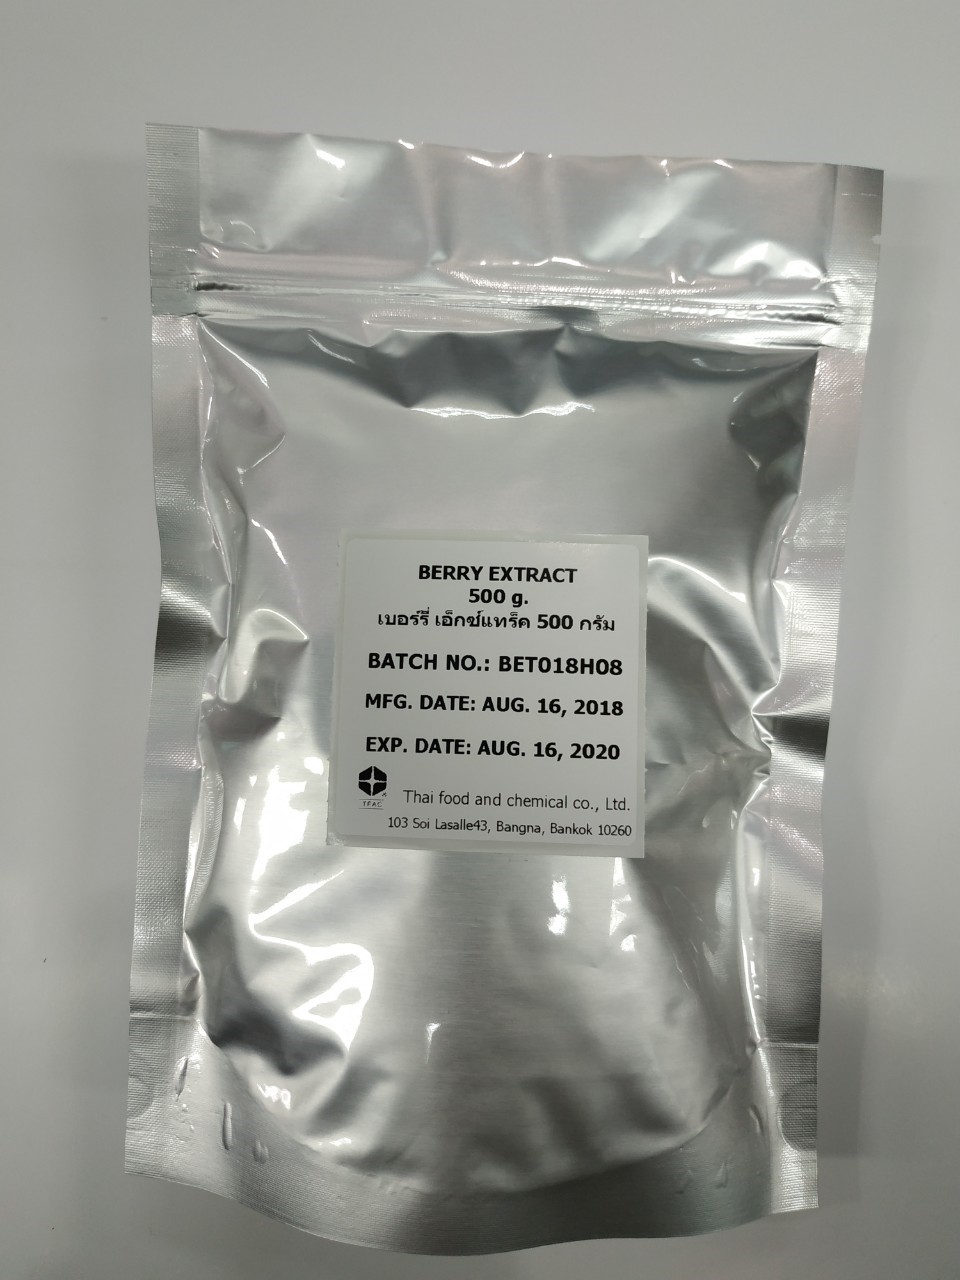 BERRY EXTRACT
500 g.
เบอร์รี่ เอ็กซ์แทร็ค 500 กรัม
BATCH NO.: BET018H08
MFG. DATE: AUG. 16, 2018
EXP. DATE: AUG. 16, 2020
TFAC
Thai food and chemical co., Ltd.
103 Soi Lasalle43, Bangna, Bankok 10260